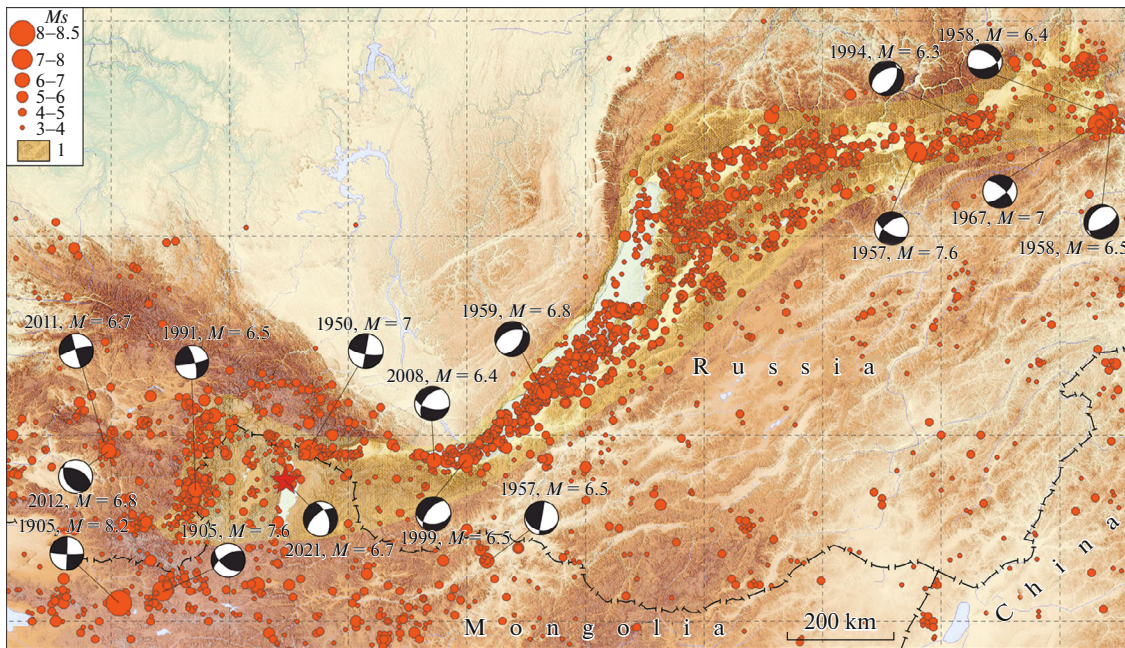 Ms
8–8.5
7–8
6–7
5–6
4–5
3–4
1
1994, M = 6.3
1958, M = 6.4
1967, M = 7
1957, M = 7.6
1958, M = 6.5
2011, M = 6.7
1991, M = 6.5
1950, M = 7
1959, M = 6.8
2008, M = 6.4
Russia
2012, M = 6.8
1905, M = 8.2
1905, M = 7.6
2021, M = 6.7
1999, M = 6.5
1957, M = 6.5
China
200 km
Mongolia